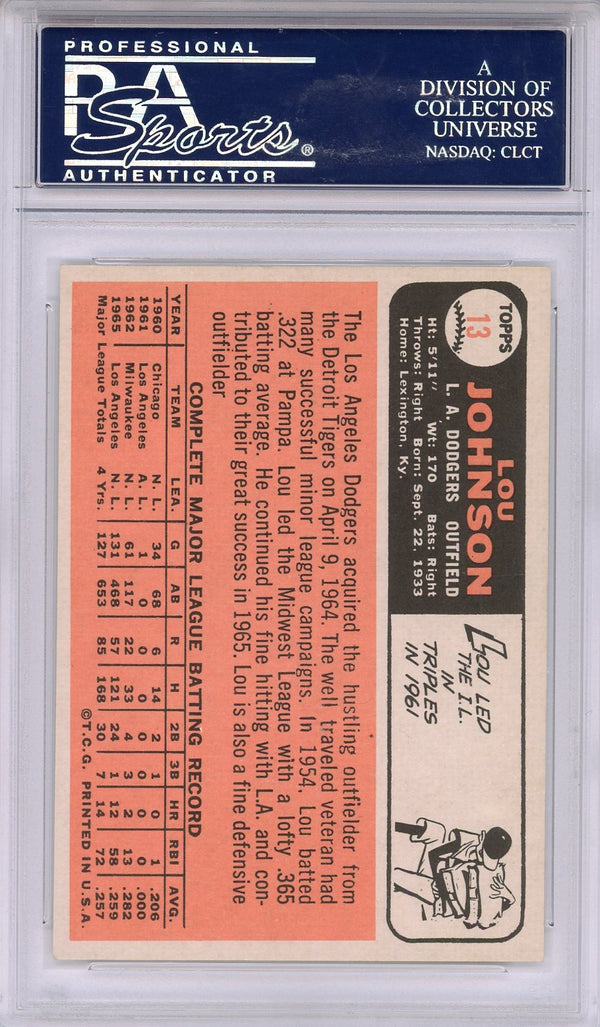 PROFESSIONAL
PSA
Sports®
AUTHENTICATOR
A
DIVISION OF
COLLECTORS
UNIVERSE
NASDAQ: CLCT
TOPPS
13
LOU
JOHNSON
L. A. DODGERS OUTFIELD
Ht: 5'11" Wt: 170 Bats: Right
Throws: Right Born: Sept. 22, 1933
Home: Lexington, Ky.
LOU LED
THE I.L.
IN
TRIPLES
IN 1961
The Los Angeles Dodgers acquired the hustling outfielder from
the Detroit Tigers on April 9, 1964. The well traveled veteran had
many successful minor league campaigns. In 1954, Lou batted
.322 at Pampa. Lou led the Midwest League with a lofty .365
batting average. He continued his fine hitting with L.A. and con-
tributed to their great success in 1965. Lou is also a fine defensive
outfielder
COMPLETE MAJOR LEAGUE BATTING RECORD
YEAR TEAM LEA. G AB R H 2B 3B HR RBI AVG.
1960 Chicago N. L. 34 68 6 14 2 1 0 1 .206
1961 Los Angeles A. L. 1 0 0 0 0 0 0 0 .000
1962 Milwaukee N. L. 61 117 22 33 4 3 2 13 .282
1965 Los Angeles N. L. 131 468 57 121 24 1 12 58 .259
Major League Totals 4 Yrs. 127 653 85 168 30 7 14 72 .257
©T.C.G. PRINTED IN U.S.A.